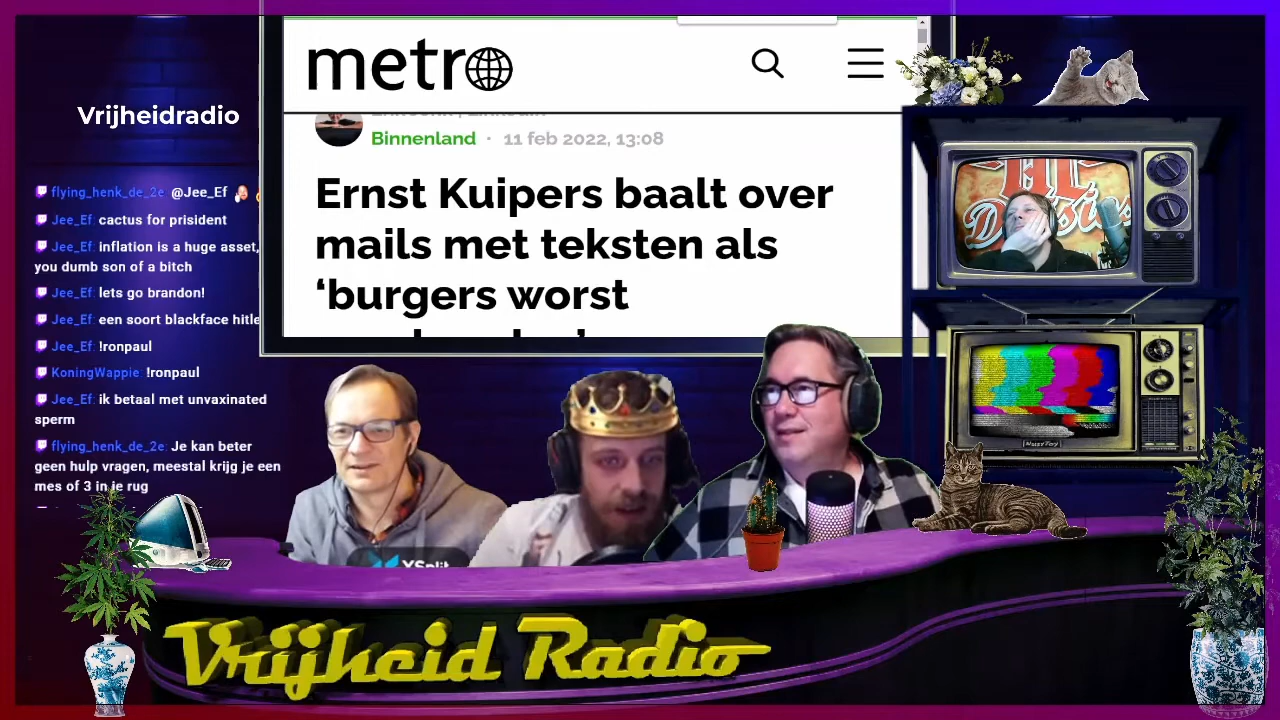 metro
Vrijheidradio
Binnenland · 11 feb 2022, 13:08
Ernst Kuipers baalt over
mails met teksten als
‘burgers worst
flying_henk_de_2e: @Jee_Ef
Jee_Ef: cactus for prisident
Jee_Ef: inflation is a huge asset,
you dumb son of a bitch
Jee_Ef: lets go brandon!
Jee_Ef: een soort blackface hitle
Jee_Ef: !ronpaul
KoningWappie: !ronpaul
Jee_Ef: ik betaal met unvaxinated
sperm
flying_henk_de_2e: Je kan beter
geen hulp vragen, meestal krijg je een
mes of 3 in je rug
XSplit
Vrijheid Radio